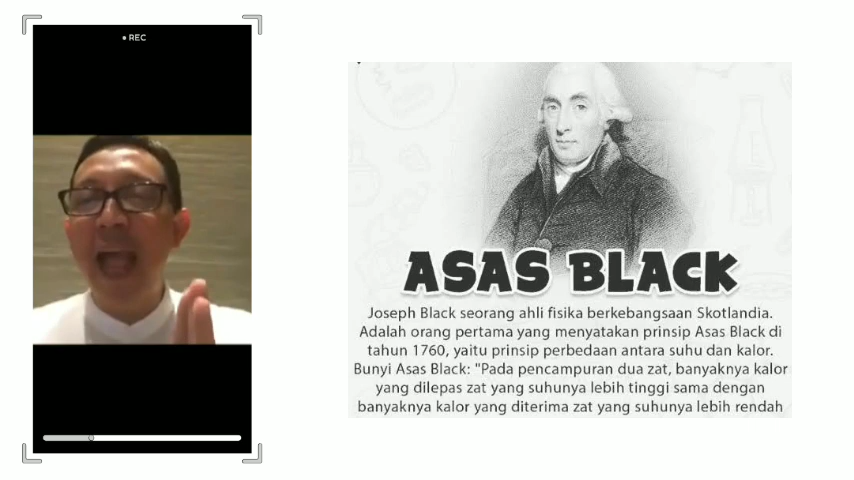 REC
ASAS BLACK
Joseph Black seorang ahli fisika berkebangsaan Skotlandia.
Adalah orang pertama yang menyatakan prinsip Asas Black di
tahun 1760, yaitu prinsip perbedaan antara suhu dan kalor.
Bunyi Asas Black: "Pada pencampuran dua zat, banyaknya kalor
yang dilepas zat yang suhunya lebih tinggi sama dengan
banyaknya kalor yang diterima zat yang suhunya lebih rendah